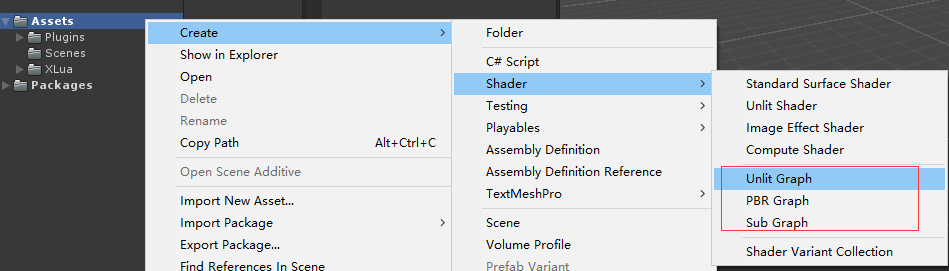 Assets
Plugins
Scenes
XLua
Packages
Create
Show in Explorer
Open
Delete
Rename
Copy Path Alt+Ctrl+C
Open Scene Additive
Import New Asset...
Import Package
Export Package...
Find References In Scene
Folder
C# Script
Shader
Testing
Playables
Assembly Definition
Assembly Definition Reference
TextMeshPro
Scene
Volume Profile
Prefab Variant
Standard Surface Shader
Unlit Shader
Image Effect Shader
Compute Shader
Unlit Graph
PBR Graph
Sub Graph
Shader Variant Collection